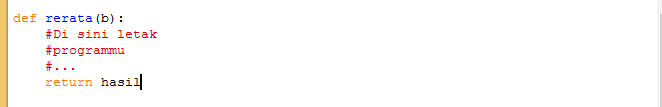 def rerata(b):
    #Di sini letak
    #programmu
    #...
    return hasil